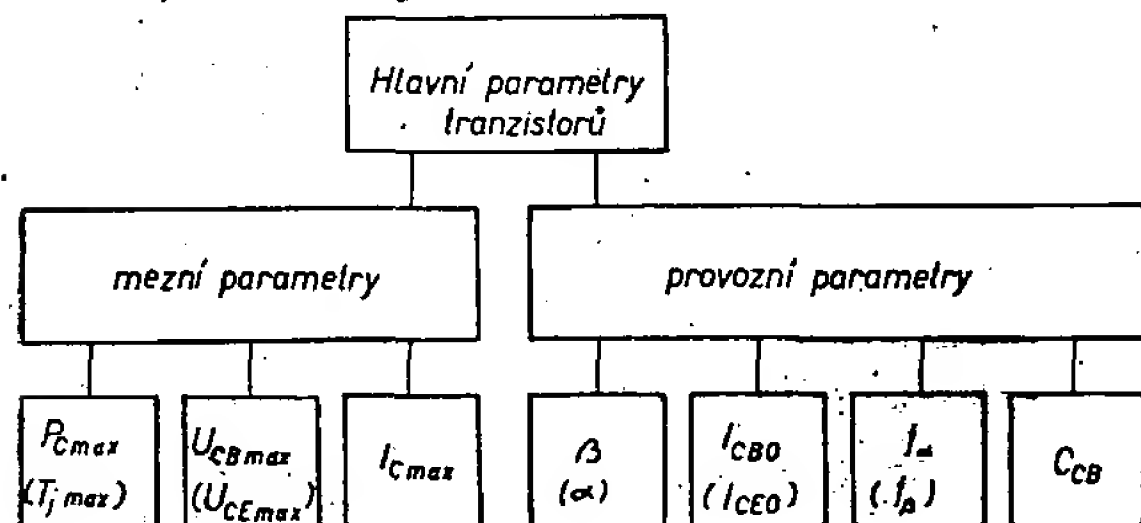 Hlavní parametry
tranzistorů
mezní parametry
provozní parametry
P_Cmax
(T_j max)
U_CBmax
(U_CEmax)
I_Cmax
β
(α)
I_CBO
(I_CEO)
f_α
(f_β)
C_CB